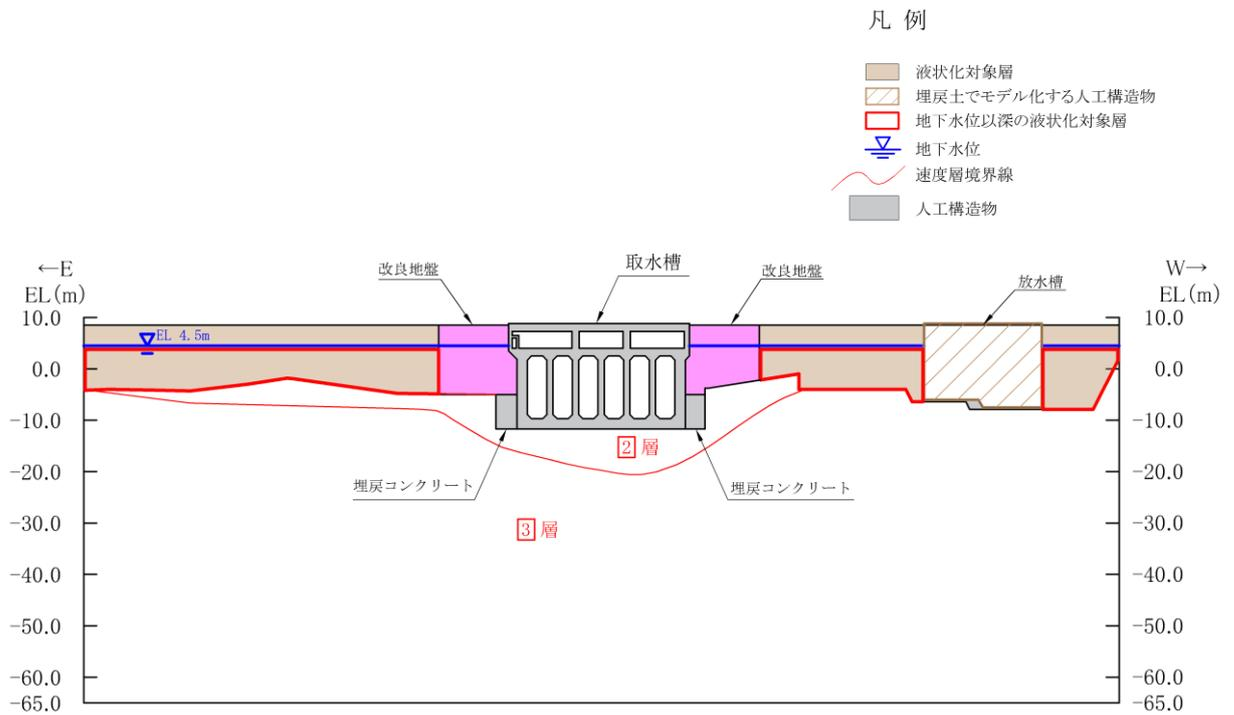 凡 例
液状化対象層
埋戻土でモデル化する人工構造物
地下水位以深の液状化対象層
地下水位
速度層境界線
人工構造物
←E
EL(m)
改良地盤
取水槽
改良地盤
放水槽
W→
EL(m)
EL 4.5m
10.0
0.0
-10.0
-20.0
-30.0
-40.0
-50.0
-60.0
-65.0
10.0
0.0
-10.0
-20.0
-30.0
-40.0
-50.0
-60.0
-65.0
2 層
埋戻コンクリート
埋戻コンクリート
3 層